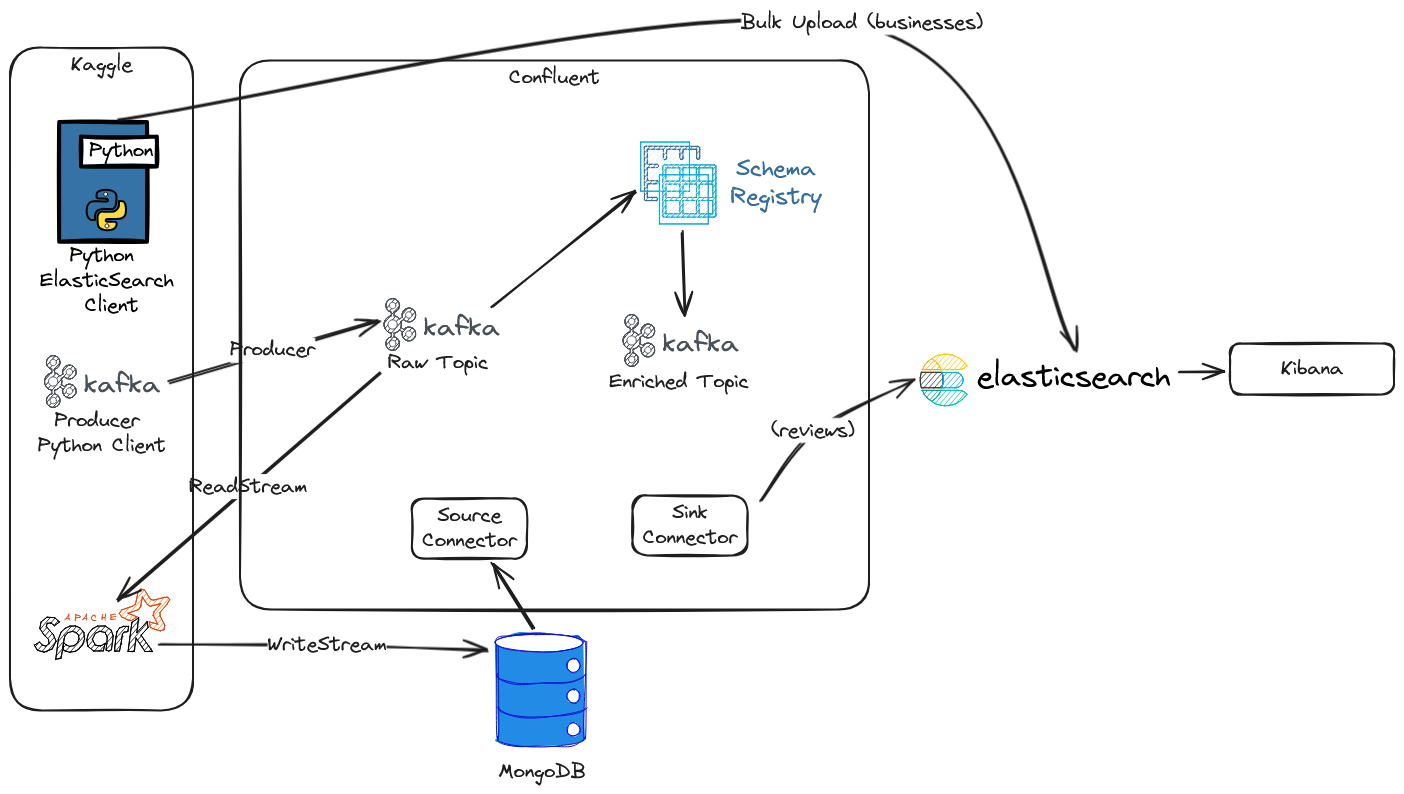 Bulk Upload (businesses)
Kaggle
Confluent
Python
Python
ElasticSearch
Client
Schema
Registry
kafka
Raw Topic
Producer
kafka
Enriched Topic
kafka
Producer
Python Client
elasticsearch
Kibana
(reviews)
ReadStream
Source
Connector
Sink
Connector
APACHE
Spark
WriteStream
MongoDB